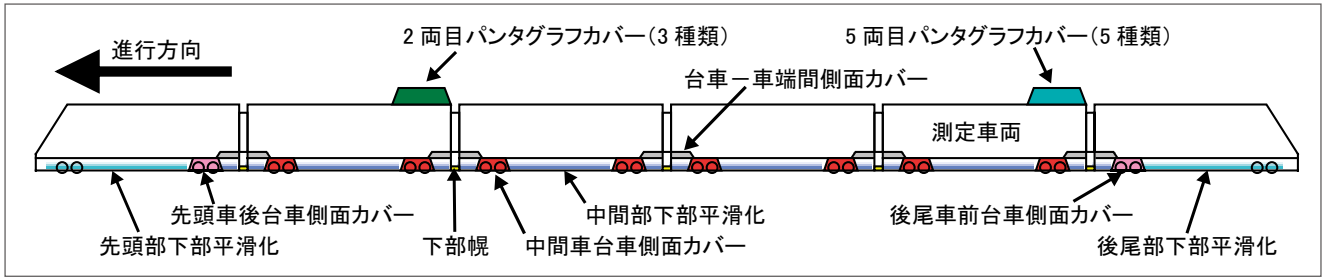 2両目パンタグラフカバー(3種類)
5両目パンタグラフカバー(5種類)
進行方向
台車-車端間側面カバー
測定車両
先頭車後台車側面カバー
中間部下部平滑化
後尾車前台車側面カバー
先頭部下部平滑化
下部幌
中間車台車側面カバー
後尾部下部平滑化